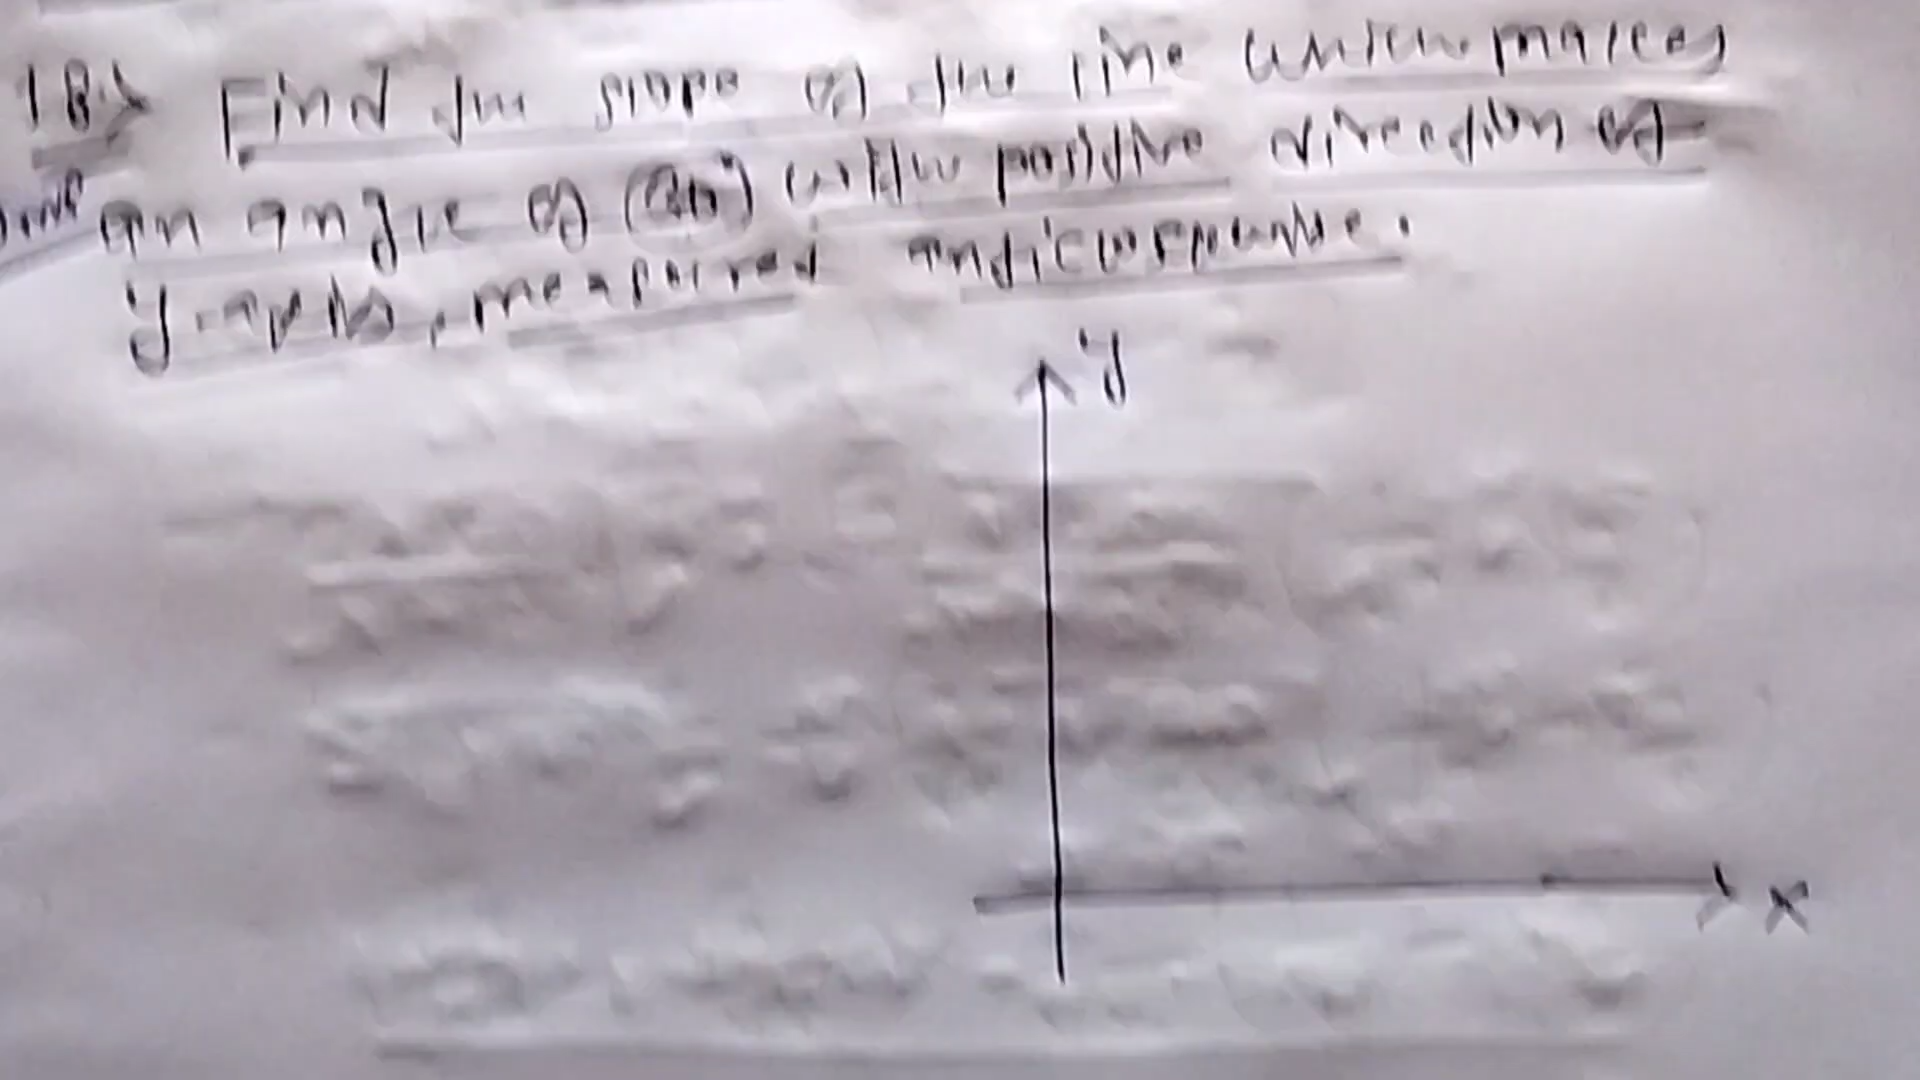 18.> Find the slope of the line which makes
an angle of (30°) with positive direction of
y-axis, measured anticlockwise.
y
x